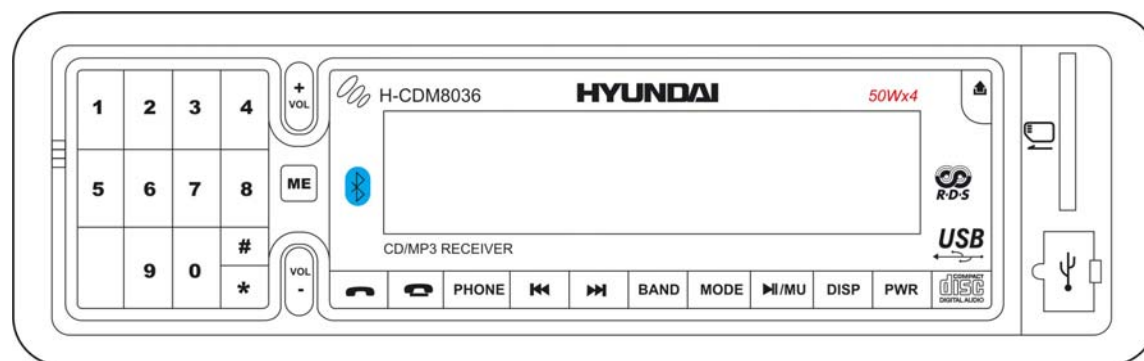 1 2 3 4
5 6 7 8
9 0 #
*
+
VOL
ME
VOL
-
H-CDM8036 HYUNDAI 50Wx4
R·D·S
USB
CD/MP3 RECEIVER
PHONE BAND MODE /MU DISP PWR
COMPACT
disc
DIGITAL AUDIO